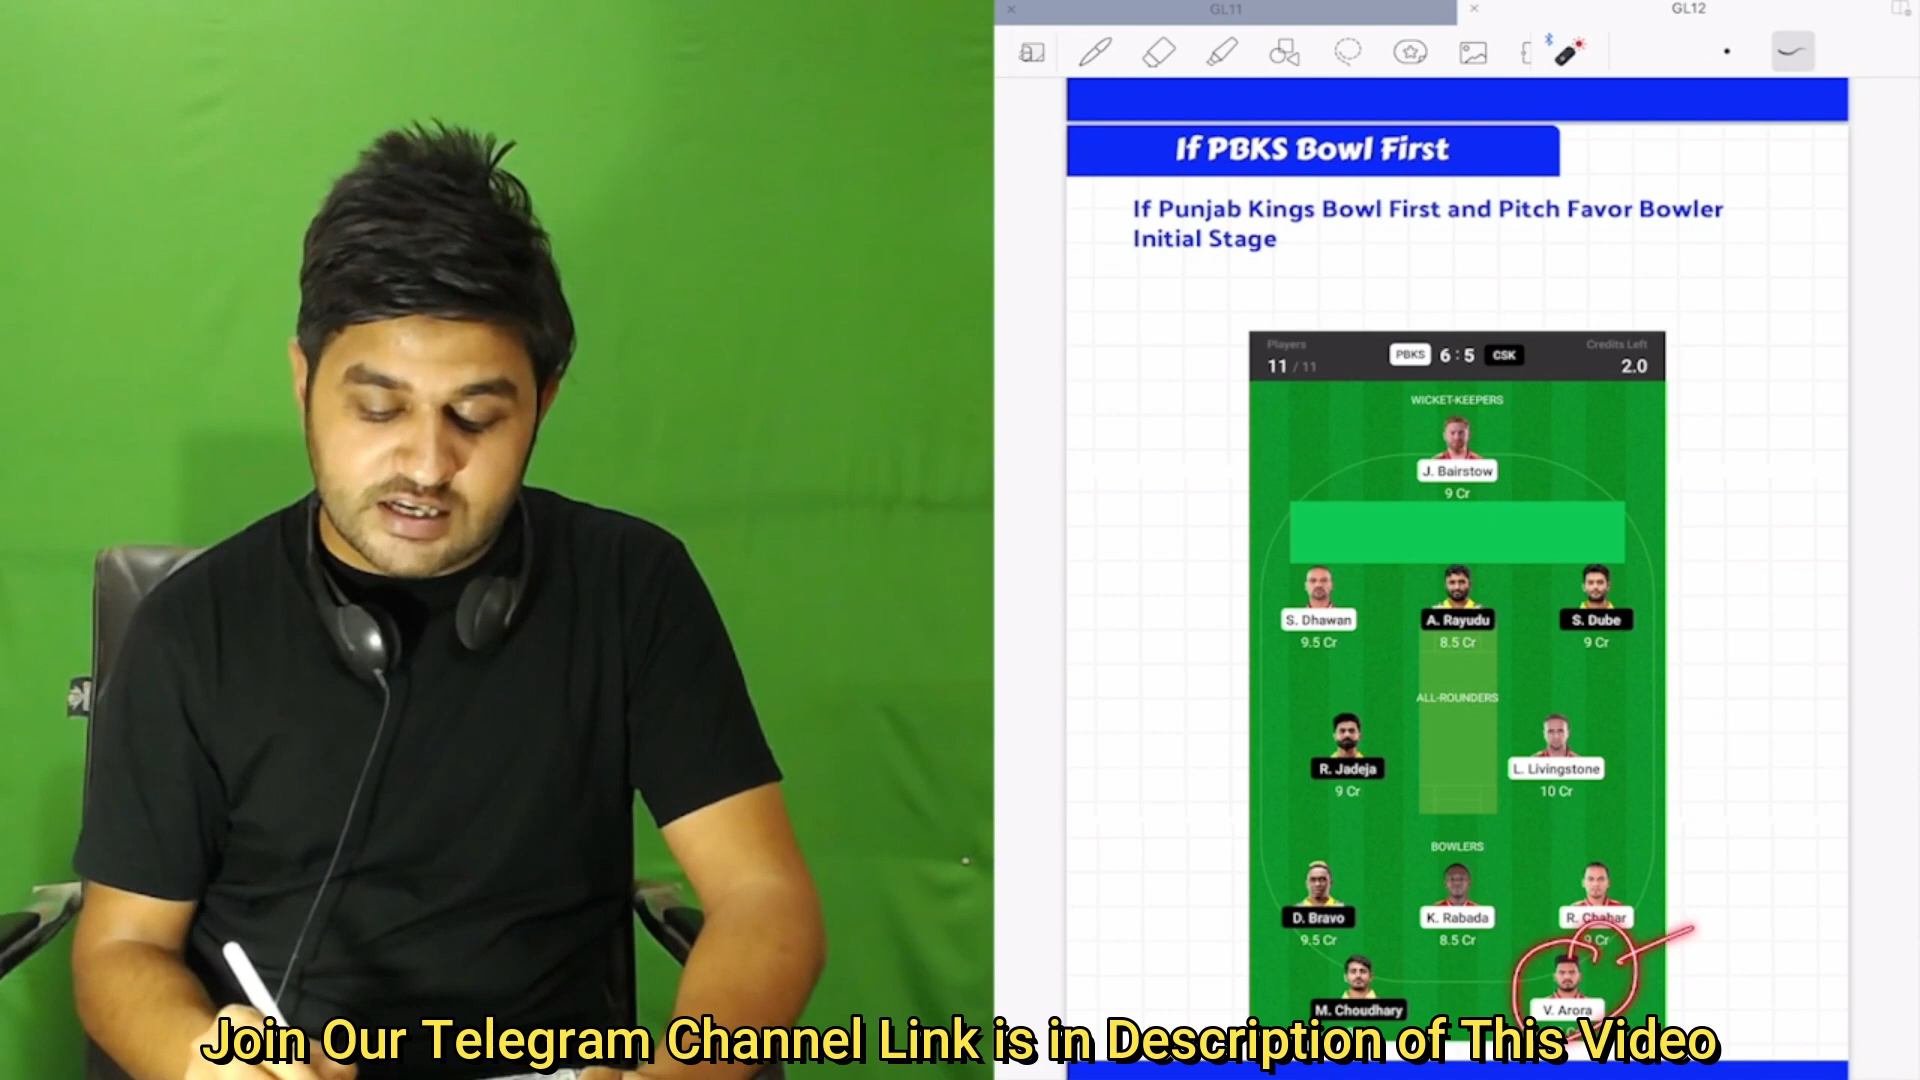 GL11
GL12
If PBKS Bowl First
If Punjab Kings Bowl First and Pitch Favor Bowler
Initial Stage
Players
11 / 11
PBKS 6 : 5 CSK
Credits Left
2.0
WICKET-KEEPERS
J. Bairstow
9 Cr
S. Dhawan
9.5 Cr
A. Rayudu
8.5 Cr
S. Dube
9 Cr
ALL-ROUNDERS
R. Jadeja
9 Cr
L. Livingstone
10 Cr
BOWLERS
D. Bravo
9.5 Cr
K. Rabada
8.5 Cr
R. Chahar
9 Cr
M. Choudhary
V. Arora
Join Our Telegram Channel Link is in Description of This Video